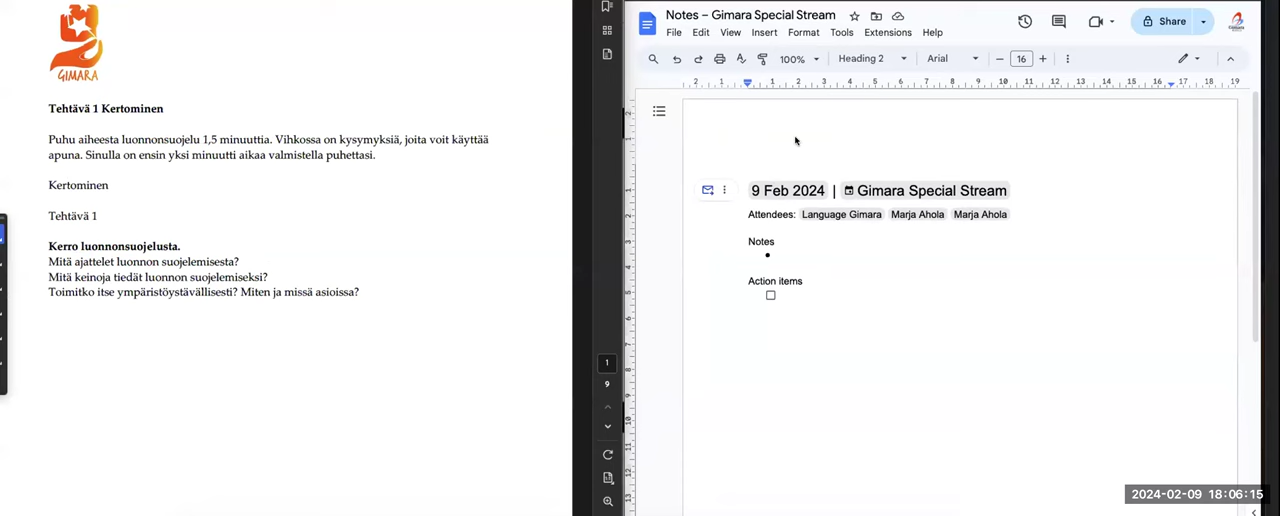 GIMARA
Tehtävä 1 Kertominen
Puhu aiheesta luonnonsuojelu 1,5 minuuttia. Vihkossa on kysymyksiä, joita voit käyttää
apuna. Sinulla on ensin yksi minuutti aikaa valmistella puhettasi.
Kertominen
Tehtävä 1
Kerro luonnonsuojelusta.
Mitä ajattelet luonnon suojelemisesta?
Mitä keinoja tiedät luonnon suojelemiseksi?
Toimitko itse ympäristöystävällisesti? Miten ja missä asioissa?
1
9
Notes – Gimara Special Stream
File Edit View Insert Format Tools Extensions Help
Share
100% Heading 2 Arial – 16 +
2 1 1 2 3 4 5 6 7 8 9 10 11 12 13 14 15 16 17 18 19
9 Feb 2024 | Gimara Special Stream
Attendees: Language Gimara Marja Ahola Marja Ahola
Notes
Action items
2024-02-09 18:06:15